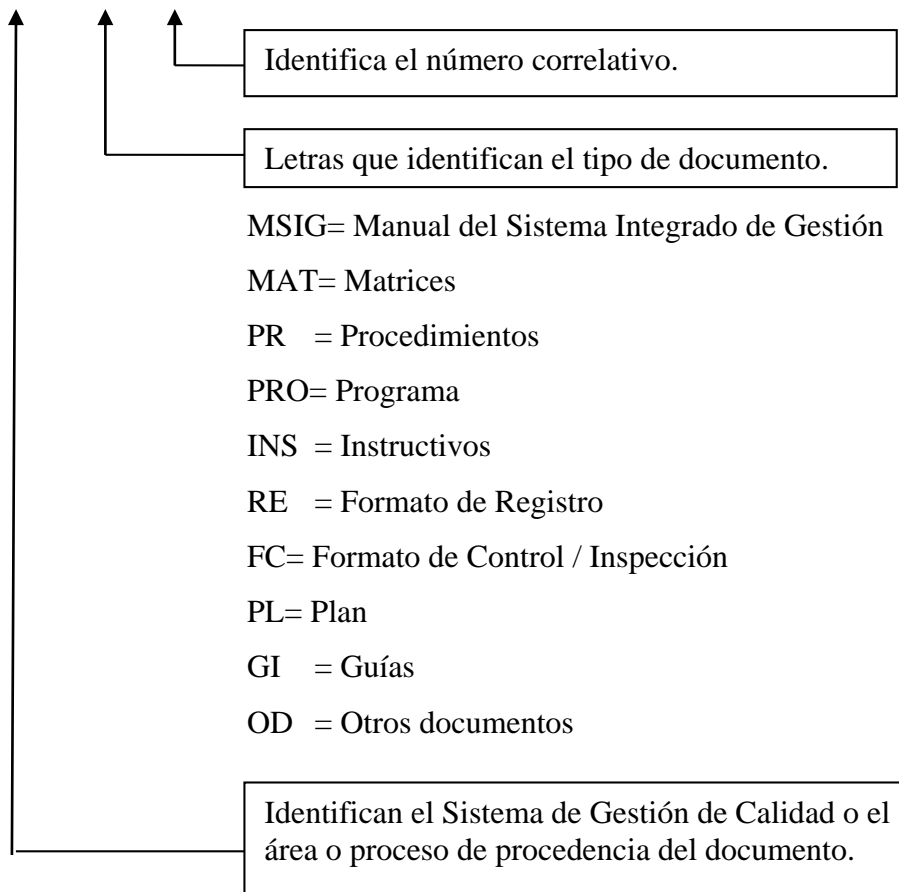 Identifica el número correlativo.
Letras que identifican el tipo de documento.
MSIG= Manual del Sistema Integrado de Gestión
MAT= Matrices
PR = Procedimientos
PRO= Programa
INS = Instructivos
RE = Formato de Registro
FC= Formato de Control / Inspección
PL= Plan
GI = Guías
OD = Otros documentos
Identifican el Sistema de Gestión de Calidad o el
área o proceso de procedencia del documento.